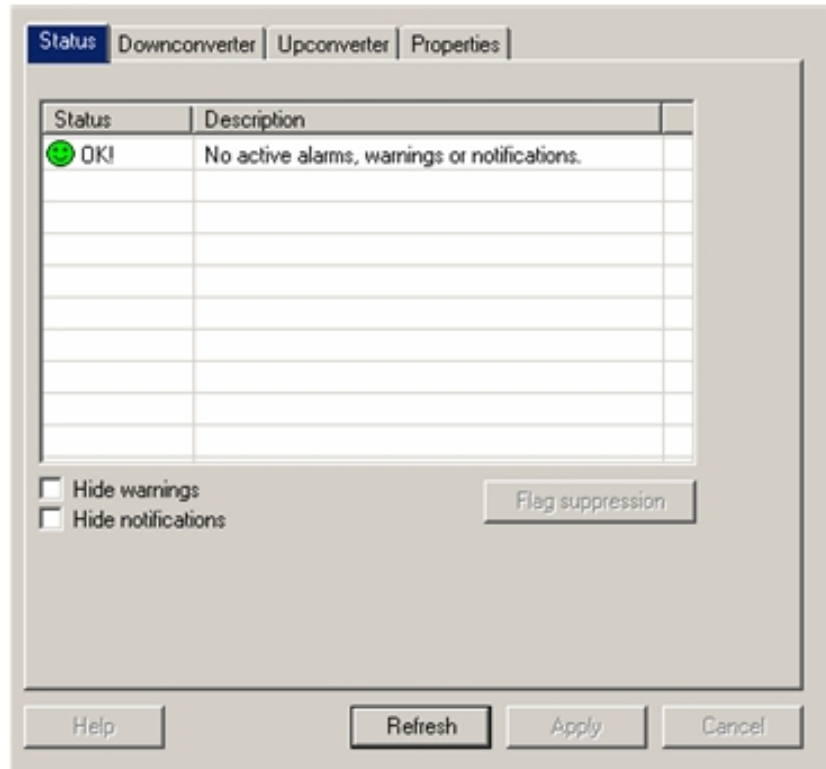 Status Downconverter Upconverter Properties
Status Description
OK! No active alarms, warnings or notifications.
Hide warnings
Flag suppression
Hide notifications
Help Refresh Apply Cancel